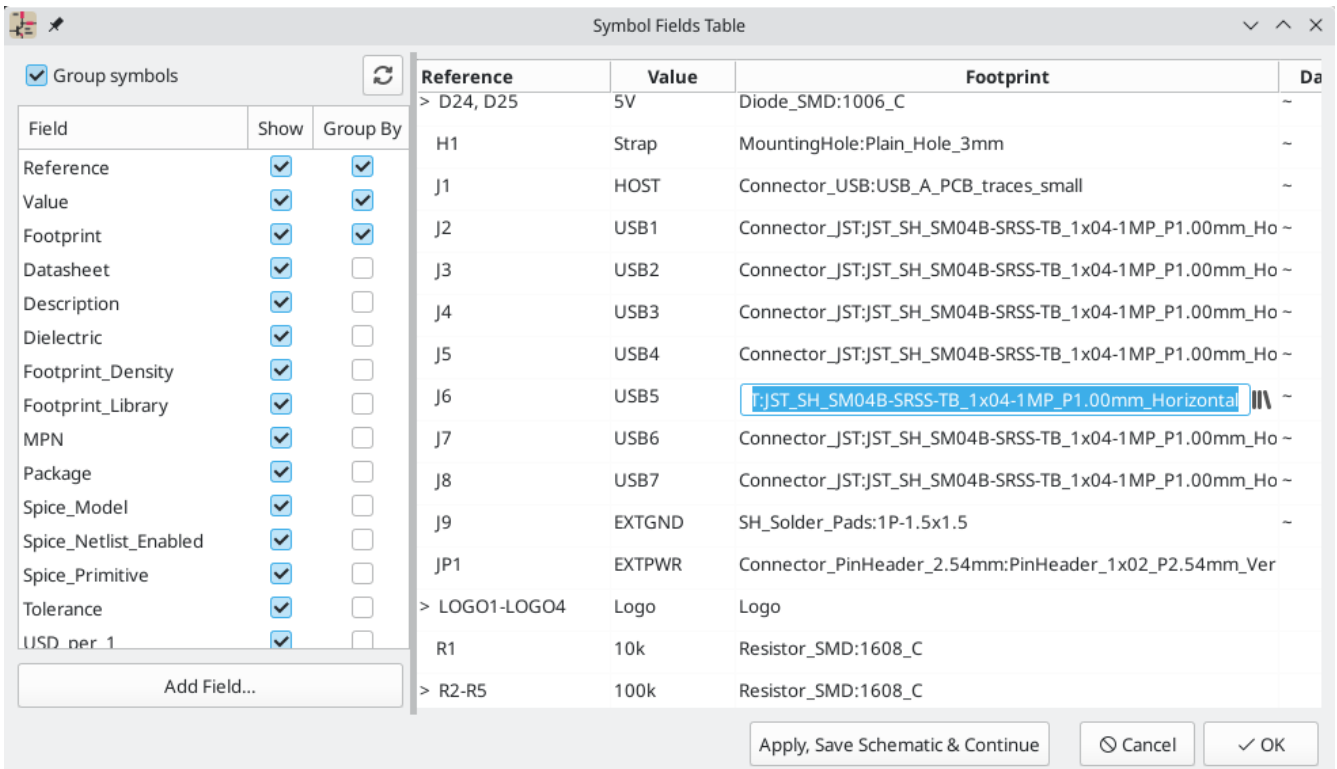 Symbol Fields Table
Group symbols
Field Show Group By
Reference
Value
Footprint
Datasheet
Description
Dielectric
Footprint_Density
Footprint_Library
MPN
Package
Spice_Model
Spice_Netlist_Enabled
Spice_Primitive
Tolerance
USD_per_1
Add Field...
Reference Value Footprint Da
> D24, D25 5V Diode_SMD:1006_C ~
H1 Strap MountingHole:Plain_Hole_3mm ~
J1 HOST Connector_USB:USB_A_PCB_traces_small ~
J2 USB1 Connector_JST:JST_SH_SM04B-SRSS-TB_1x04-1MP_P1.00mm_Ho ~
J3 USB2 Connector_JST:JST_SH_SM04B-SRSS-TB_1x04-1MP_P1.00mm_Ho ~
J4 USB3 Connector_JST:JST_SH_SM04B-SRSS-TB_1x04-1MP_P1.00mm_Ho ~
J5 USB4 Connector_JST:JST_SH_SM04B-SRSS-TB_1x04-1MP_P1.00mm_Ho ~
J6 USB5 T:JST_SH_SM04B-SRSS-TB_1x04-1MP_P1.00mm_Horizontal ~
J7 USB6 Connector_JST:JST_SH_SM04B-SRSS-TB_1x04-1MP_P1.00mm_Ho ~
J8 USB7 Connector_JST:JST_SH_SM04B-SRSS-TB_1x04-1MP_P1.00mm_Ho ~
J9 EXTGND SH_Solder_Pads:1P-1.5x1.5 ~
JP1 EXTPWR Connector_PinHeader_2.54mm:PinHeader_1x02_P2.54mm_Ver
> LOGO1-LOGO4 Logo Logo
R1 10k Resistor_SMD:1608_C
> R2-R5 100k Resistor_SMD:1608_C
Apply, Save Schematic & Continue Cancel OK